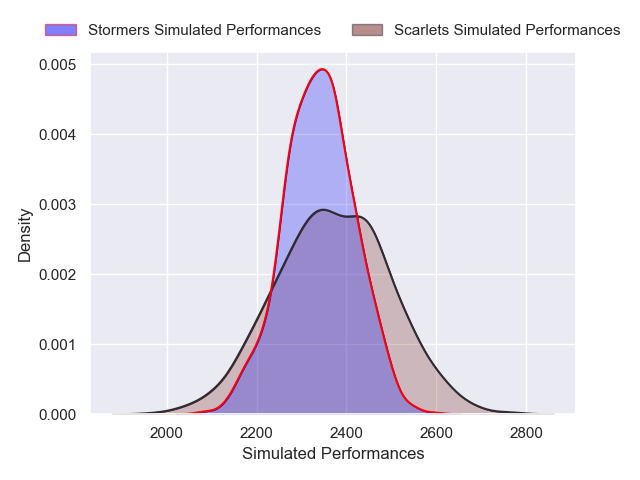 Stormers Simulated Performances Scarlets Simulated Performances
0.005
0.004
0.003
0.002
0.001
0.000
Density
2000 2200 2400 2600 2800
Simulated Performances